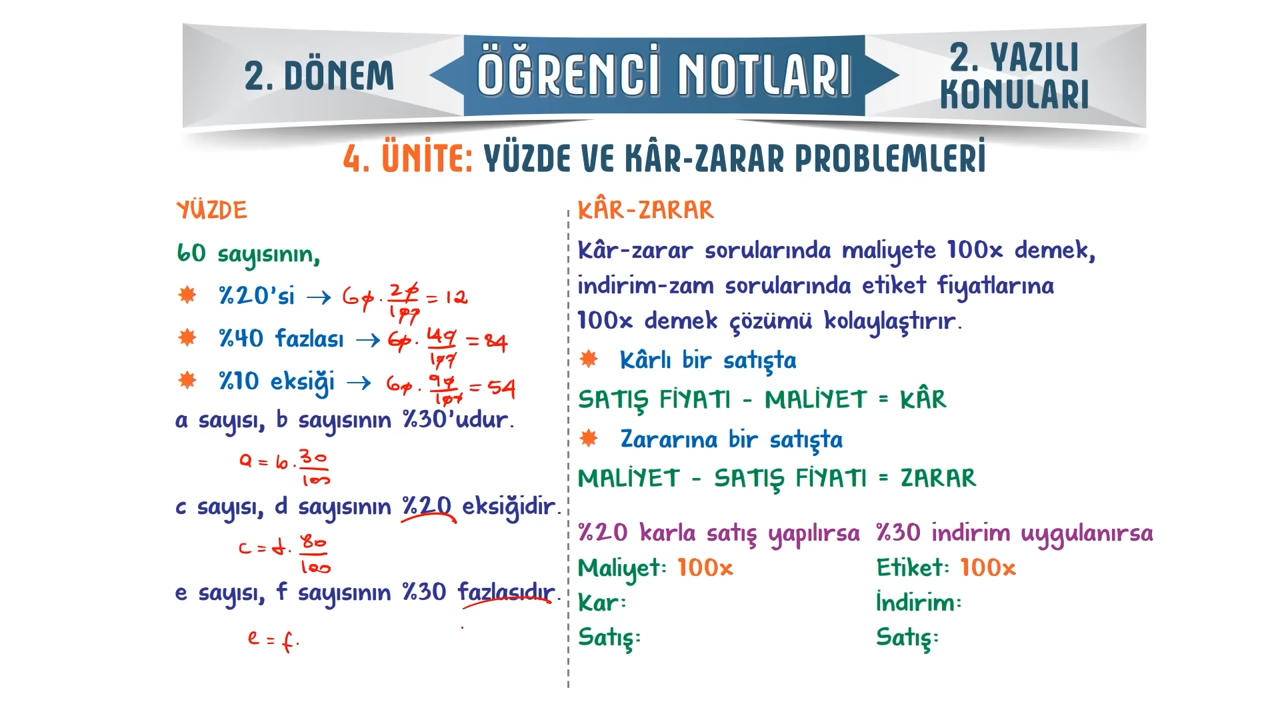 2. DÖNEM
ÖĞRENCİ NOTLARI
2. YAZILI
KONULARI
4. ÜNİTE: YÜZDE VE KÂR-ZARAR PROBLEMLERİ
YÜZDE
60 sayısının,
%20'si → 60 · 20/100 = 12
%40 fazlası → 60 · 140/100 = 84
%10 eksiği → 60 · 90/100 = 54
a sayısı, b sayısının %30'udur.
a = b · 30/100
c sayısı, d sayısının %20 eksiğidir.
c = d · 80/100
e sayısı, f sayısının %30 fazlasıdır.
e = f ·
KÂR-ZARAR
Kâr-zarar sorularında maliyete 100x demek,
indirim-zam sorularında etiket fiyatlarına
100x demek çözümü kolaylaştırır.
Kârlı bir satışta
SATIŞ FİYATI - MALİYET = KÂR
Zararına bir satışta
MALİYET - SATIŞ FİYATI = ZARAR
%20 karla satış yapılırsa
Maliyet: 100x
Kar:
Satış:
%30 indirim uygulanırsa
Etiket: 100x
İndirim:
Satış: